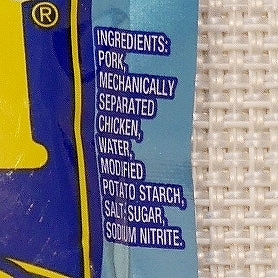 ®
INGREDIENTS:
PORK,
MECHANICALLY
SEPARATED
CHICKEN,
WATER,
MODIFIED
POTATO STARCH,
SALT, SUGAR,
SODIUM NITRITE.